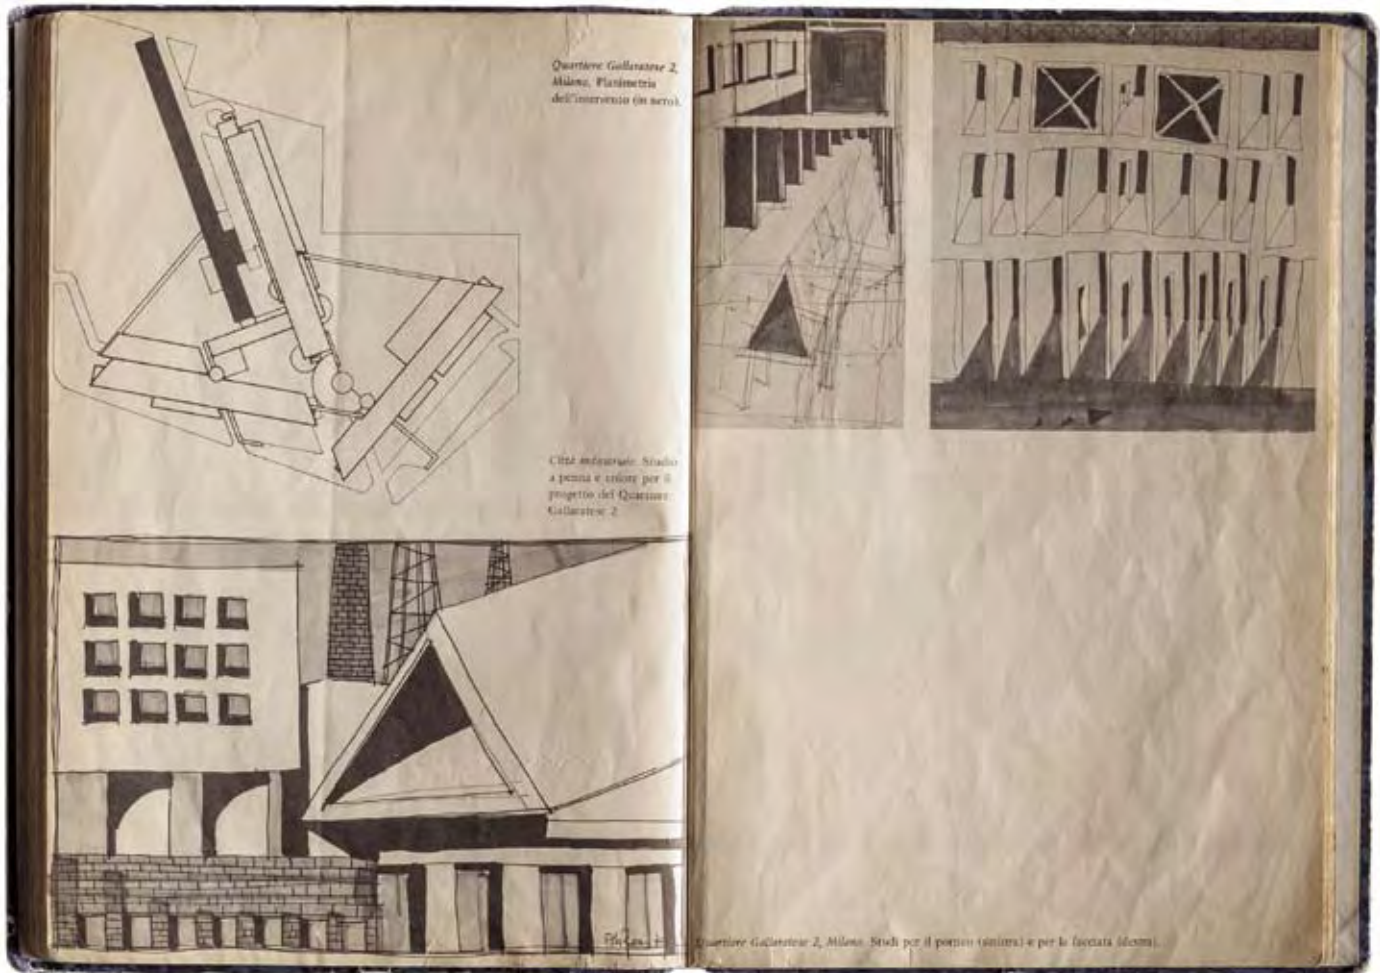 Quartiere Gallaratese 2,
Milano. Planimetria
dell'intervento (in nero).
Città industriale. Studio
a penna e colore per il
progetto del Quartiere
Gallaratese 2
Quartiere Gallaratese 2, Milano. Studi per il portico (sinistra) e per la facciata (destra).